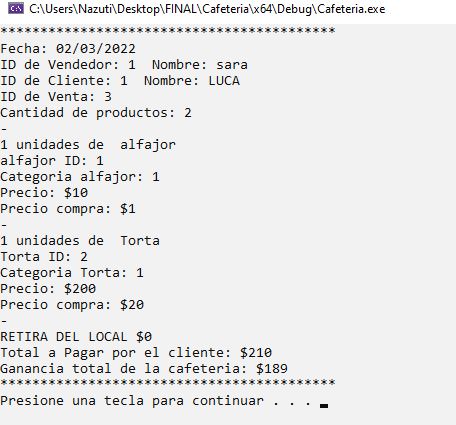 C:\Users\Nazuti\Desktop\FINAL\Cafeteria\x64\Debug\Cafeteria.exe
******************************************
Fecha: 02/03/2022
ID de Vendedor: 1  Nombre: sara
ID de Cliente: 1  Nombre: LUCA
ID de Venta: 3
Cantidad de productos: 2
-
1 unidades de  alfajor
alfajor ID: 1
Categoria alfajor: 1
Precio: $10
Precio compra: $1
-
1 unidades de  Torta
Torta ID: 2
Categoria Torta: 1
Precio: $200
Precio compra: $20
-
RETIRA DEL LOCAL $0
Total a Pagar por el cliente: $210
Ganancia total de la cafeteria: $189
******************************************
Presione una tecla para continuar . . .